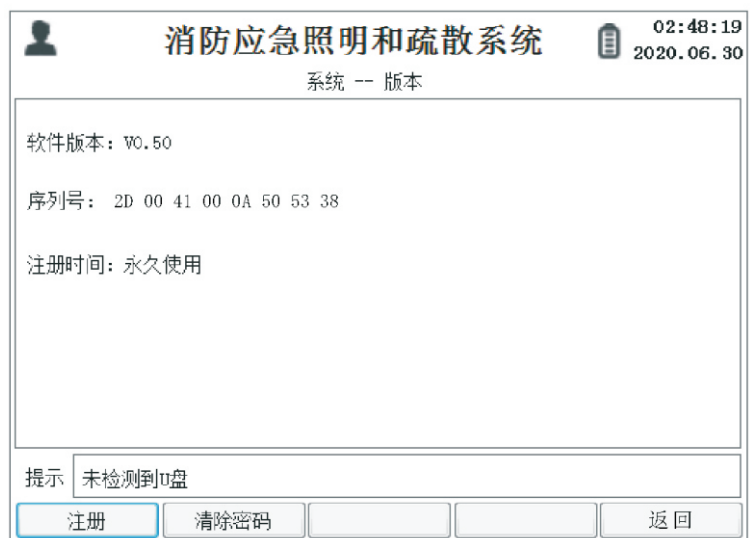 消防应急照明和疏散系统
02:48:19
2020.06.30
系统 -- 版本
软件版本: V0.50
序列号: 2D 00 41 00 0A 50 53 38
注册时间: 永久使用
提示 未检测到U盘
注册 清除密码 返回